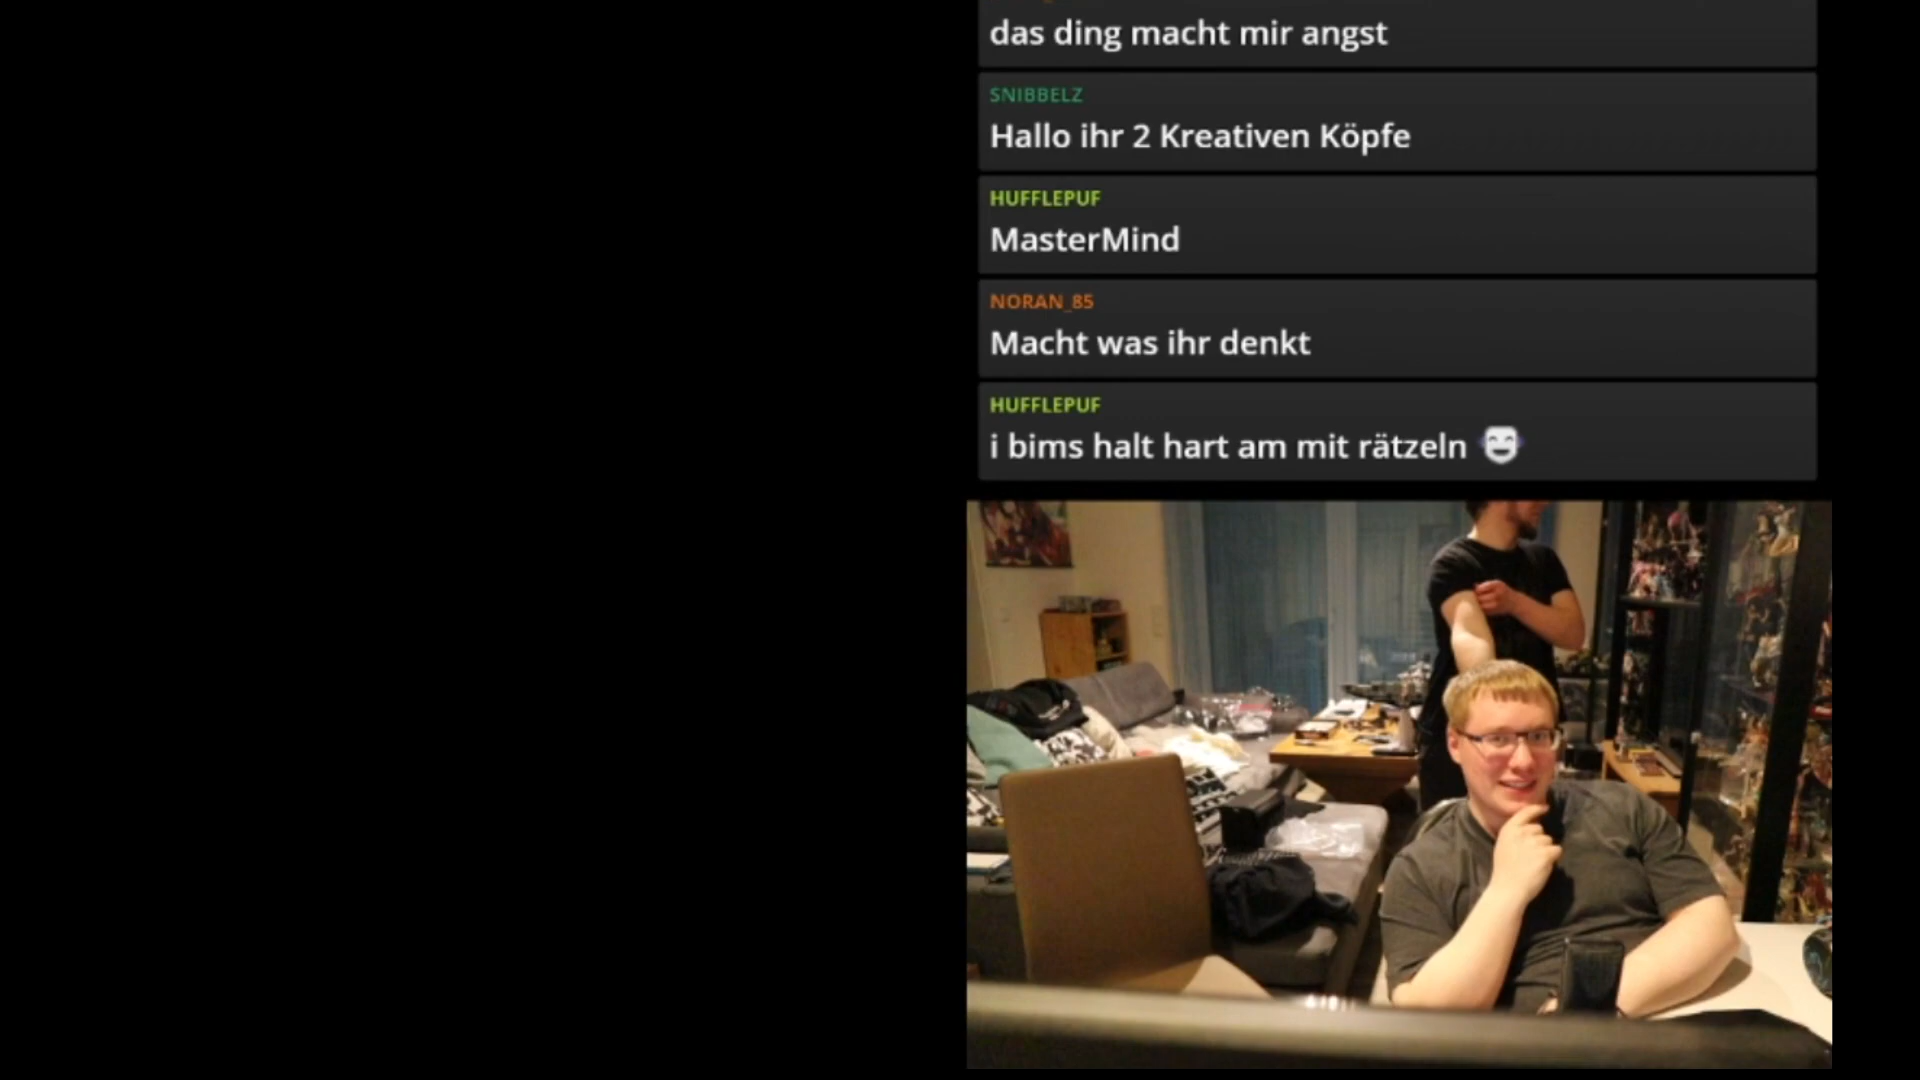 das ding macht mir angst
SNIBBELZ
Hallo ihr 2 Kreativen Köpfe
HUFFLEPUF
MasterMind
NORAN_85
Macht was ihr denkt
HUFFLEPUF
i bims halt hart am mit rätzeln